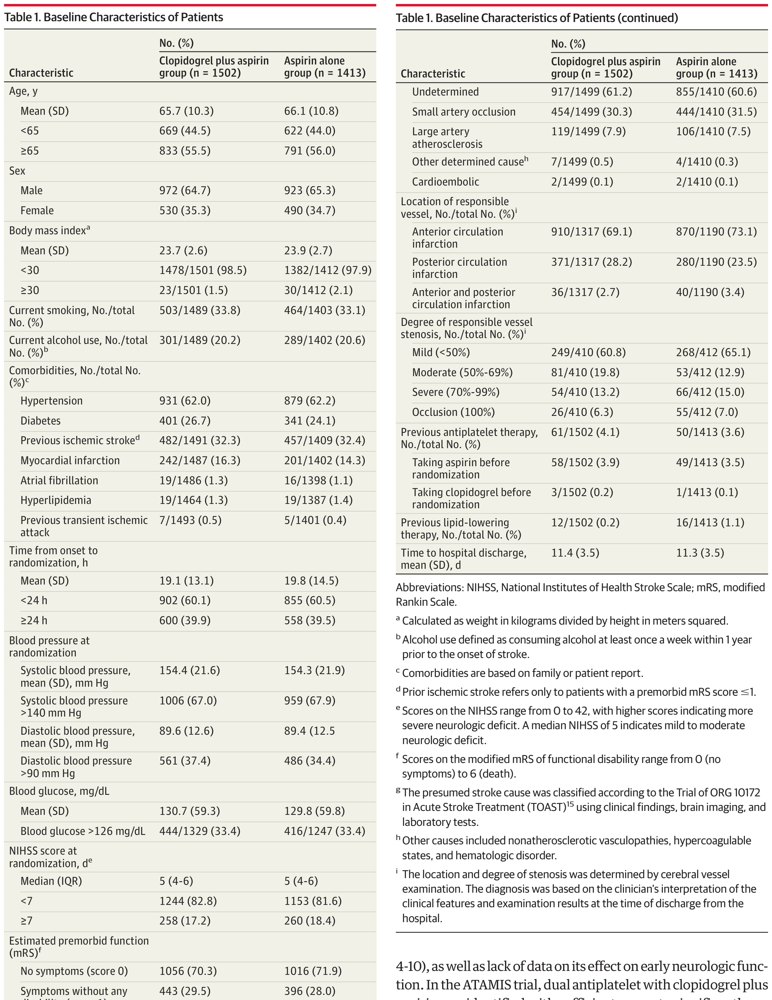 Table 1. Baseline Characteristics of Patients
No. (%)
Clopidogrel plus aspirin Aspirin alone
Characteristic group (n = 1502) group (n = 1413)
Age, y
Mean (SD) 65.7 (10.3) 66.1 (10.8)
<65 669 (44.5) 622 (44.0)
≥65 833 (55.5) 791 (56.0)
Sex
Male 972 (64.7) 923 (65.3)
Female 530 (35.3) 490 (34.7)
Body mass indexᵃ
Mean (SD) 23.7 (2.6) 23.9 (2.7)
<30 1478/1501 (98.5) 1382/1412 (97.9)
≥30 23/1501 (1.5) 30/1412 (2.1)
Current smoking, No./total 503/1489 (33.8) 464/1403 (33.1)
No. (%)
Current alcohol use, No./total 301/1489 (20.2) 289/1402 (20.6)
No. (%)ᵇ
Comorbidities, No./total No.
(%)ᶜ
Hypertension 931 (62.0) 879 (62.2)
Diabetes 401 (26.7) 341 (24.1)
Previous ischemic strokeᵈ 482/1491 (32.3) 457/1409 (32.4)
Myocardial infarction 242/1487 (16.3) 201/1402 (14.3)
Atrial fibrillation 19/1486 (1.3) 16/1398 (1.1)
Hyperlipidemia 19/1464 (1.3) 19/1387 (1.4)
Previous transient ischemic 7/1493 (0.5) 5/1401 (0.4)
attack
Time from onset to
randomization, h
Mean (SD) 19.1 (13.1) 19.8 (14.5)
<24 h 902 (60.1) 855 (60.5)
≥24 h 600 (39.9) 558 (39.5)
Blood pressure at
randomization
Systolic blood pressure, 154.4 (21.6) 154.3 (21.9)
mean (SD), mm Hg
Systolic blood pressure 1006 (67.0) 959 (67.9)
>140 mm Hg
Diastolic blood pressure, 89.6 (12.6) 89.4 (12.5
mean (SD), mm Hg
Diastolic blood pressure 561 (37.4) 486 (34.4)
>90 mm Hg
Blood glucose, mg/dL
Mean (SD) 130.7 (59.3) 129.8 (59.8)
Blood glucose >126 mg/dL 444/1329 (33.4) 416/1247 (33.4)
NIHSS score at
randomization, dᵉ
Median (IQR) 5 (4-6) 5 (4-6)
<7 1244 (82.8) 1153 (81.6)
≥7 258 (17.2) 260 (18.4)
Estimated premorbid function
(mRS)ᶠ
No symptoms (score 0) 1056 (70.3) 1016 (71.9)
Symptoms without any 443 (29.5) 396 (28.0)
Table 1. Baseline Characteristics of Patients (continued)
No. (%)
Clopidogrel plus aspirin Aspirin alone
Characteristic group (n = 1502) group (n = 1413)
Undetermined 917/1499 (61.2) 855/1410 (60.6)
Small artery occlusion 454/1499 (30.3) 444/1410 (31.5)
Large artery 119/1499 (7.9) 106/1410 (7.5)
atherosclerosis
Other determined causeʰ 7/1499 (0.5) 4/1410 (0.3)
Cardioembolic 2/1499 (0.1) 2/1410 (0.1)
Location of responsible
vessel, No./total No. (%)ⁱ
Anterior circulation 910/1317 (69.1) 870/1190 (73.1)
infarction
Posterior circulation 371/1317 (28.2) 280/1190 (23.5)
infarction
Anterior and posterior 36/1317 (2.7) 40/1190 (3.4)
circulation infarction
Degree of responsible vessel
stenosis, No./total No. (%)ⁱ
Mild (<50%) 249/410 (60.8) 268/412 (65.1)
Moderate (50%-69%) 81/410 (19.8) 53/412 (12.9)
Severe (70%-99%) 54/410 (13.2) 66/412 (15.0)
Occlusion (100%) 26/410 (6.3) 55/412 (7.0)
Previous antiplatelet therapy, 61/1502 (4.1) 50/1413 (3.6)
No./total No. (%)
Taking aspirin before 58/1502 (3.9) 49/1413 (3.5)
randomization
Taking clopidogrel before 3/1502 (0.2) 1/1413 (0.1)
randomization
Previous lipid-lowering 12/1502 (0.2) 16/1413 (1.1)
therapy, No./total No. (%)
Time to hospital discharge, 11.4 (3.5) 11.3 (3.5)
mean (SD), d
Abbreviations: NIHSS, National Institutes of Health Stroke Scale; mRS, modified
Rankin Scale.
ᵃ Calculated as weight in kilograms divided by height in meters squared.
ᵇ Alcohol use defined as consuming alcohol at least once a week within 1 year
prior to the onset of stroke.
ᶜ Comorbidities are based on family or patient report.
ᵈ Prior ischemic stroke refers only to patients with a premorbid mRS score ≤1.
ᵉ Scores on the NIHSS range from 0 to 42, with higher scores indicating more
severe neurologic deficit. A median NIHSS of 5 indicates mild to moderate
neurologic deficit.
ᶠ Scores on the modified mRS of functional disability range from 0 (no
symptoms) to 6 (death).
ᵍ The presumed stroke cause was classified according to the Trial of ORG 10172
in Acute Stroke Treatment (TOAST)¹⁵ using clinical findings, brain imaging, and
laboratory tests.
ʰ Other causes included nonatherosclerotic vasculopathies, hypercoagulable
states, and hematologic disorder.
ⁱ The location and degree of stenosis was determined by cerebral vessel
examination. The diagnosis was based on the clinician's interpretation of the
clinical features and examination results at the time of discharge from the
hospital.
4-10), as well as lack of data on its effect on early neurologic func-
tion. In the ATAMIS trial, dual antiplatelet with clopidogrel plus